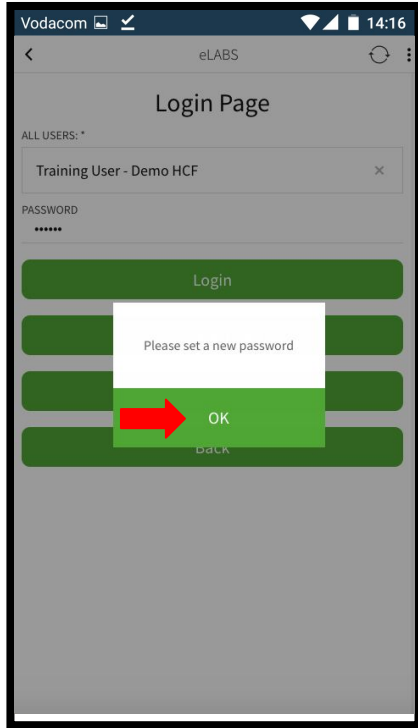 Vodacom 14:16
eLABS
Login Page
ALL USERS: *
Training User - Demo HCF ×
PASSWORD
••••••
Login
Please set a new password
OK
Back